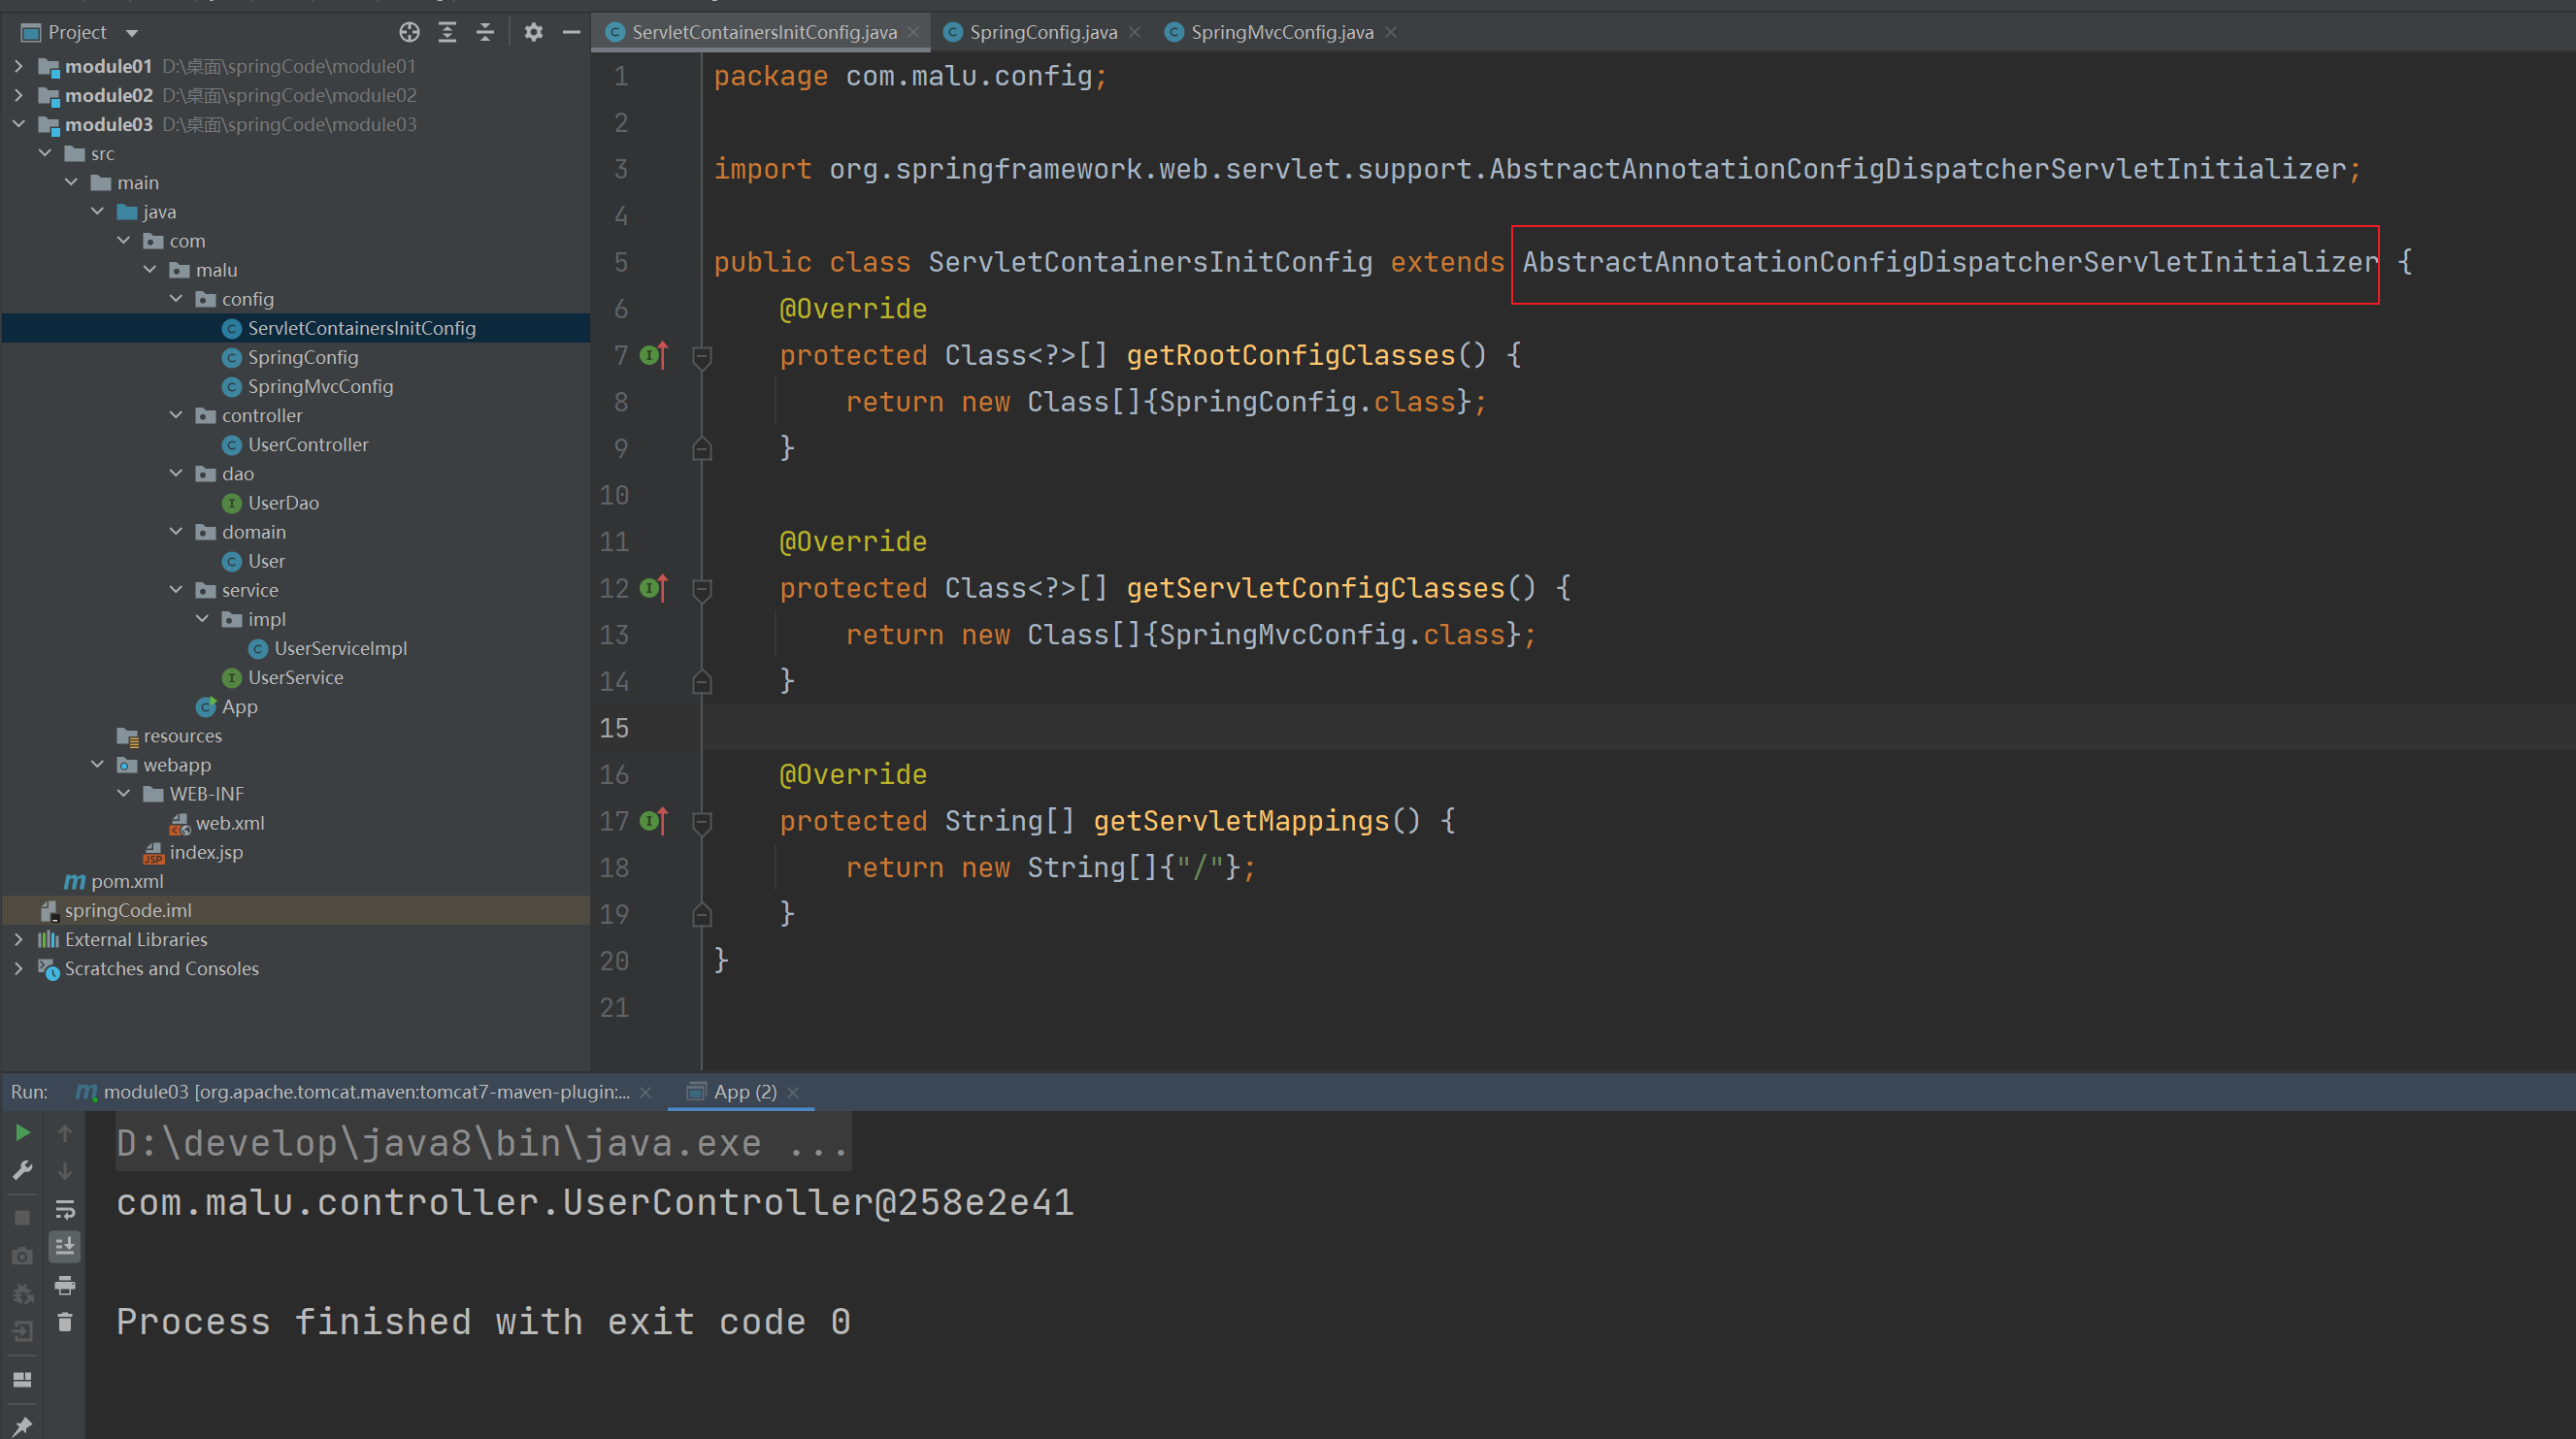 Project
module01 D:\桌面\springCode\module01
module02 D:\桌面\springCode\module02
module03 D:\桌面\springCode\module03
src
main
java
com
malu
config
ServletContainersInitConfig
SpringConfig
SpringMvcConfig
controller
UserController
dao
UserDao
domain
User
service
impl
UserServiceImpl
UserService
App
resources
webapp
WEB-INF
web.xml
index.jsp
pom.xml
springCode.iml
External Libraries
Scratches and Consoles
ServletContainersInitConfig.java SpringConfig.java SpringMvcConfig.java
1 package com.malu.config;
2
3 import org.springframework.web.servlet.support.AbstractAnnotationConfigDispatcherServletInitializer;
4
5 public class ServletContainersInitConfig extends AbstractAnnotationConfigDispatcherServletInitializer {
6 @Override
7 protected Class<?>[] getRootConfigClasses() {
8 return new Class[]{SpringConfig.class};
9 }
10
11 @Override
12 protected Class<?>[] getServletConfigClasses() {
13 return new Class[]{SpringMvcConfig.class};
14 }
15
16 @Override
17 protected String[] getServletMappings() {
18 return new String[]{"/"};
19 }
20 }
21
Run: module03 [org.apache.tomcat.maven:tomcat7-maven-plugin:... App (2)
D:\develop\java8\bin\java.exe ...
com.malu.controller.UserController@258e2e41
Process finished with exit code 0